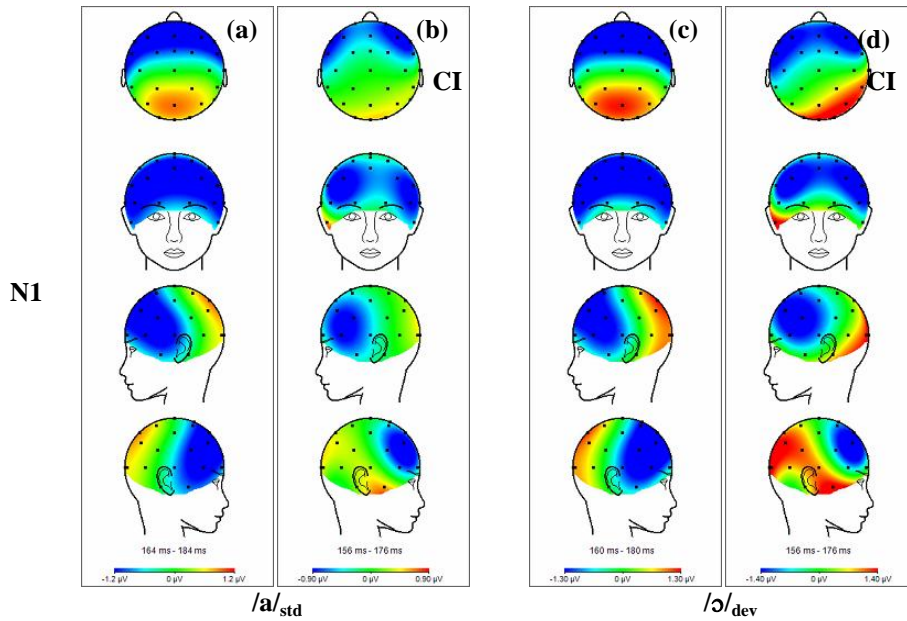 (a) (b) (c) (d)
CI CI
N1
164 ms - 184 ms 156 ms - 176 ms 160 ms - 180 ms 156 ms - 176 ms
-1.2 µV 0 µV 1.2 µV -0.90 µV 0 µV 0.90 µV -1.30 µV 0 µV 1.30 µV -1.40 µV 0 µV 1.40 µV
/a/std /ɔ/dev